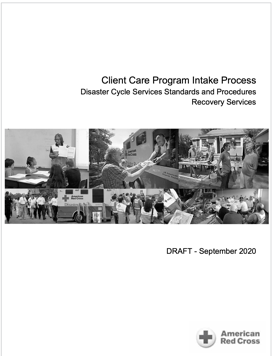 Client Care Program Intake Process
Disaster Cycle Services Standards and Procedures
Recovery Services
DRAFT - September 2020
American
Red Cross